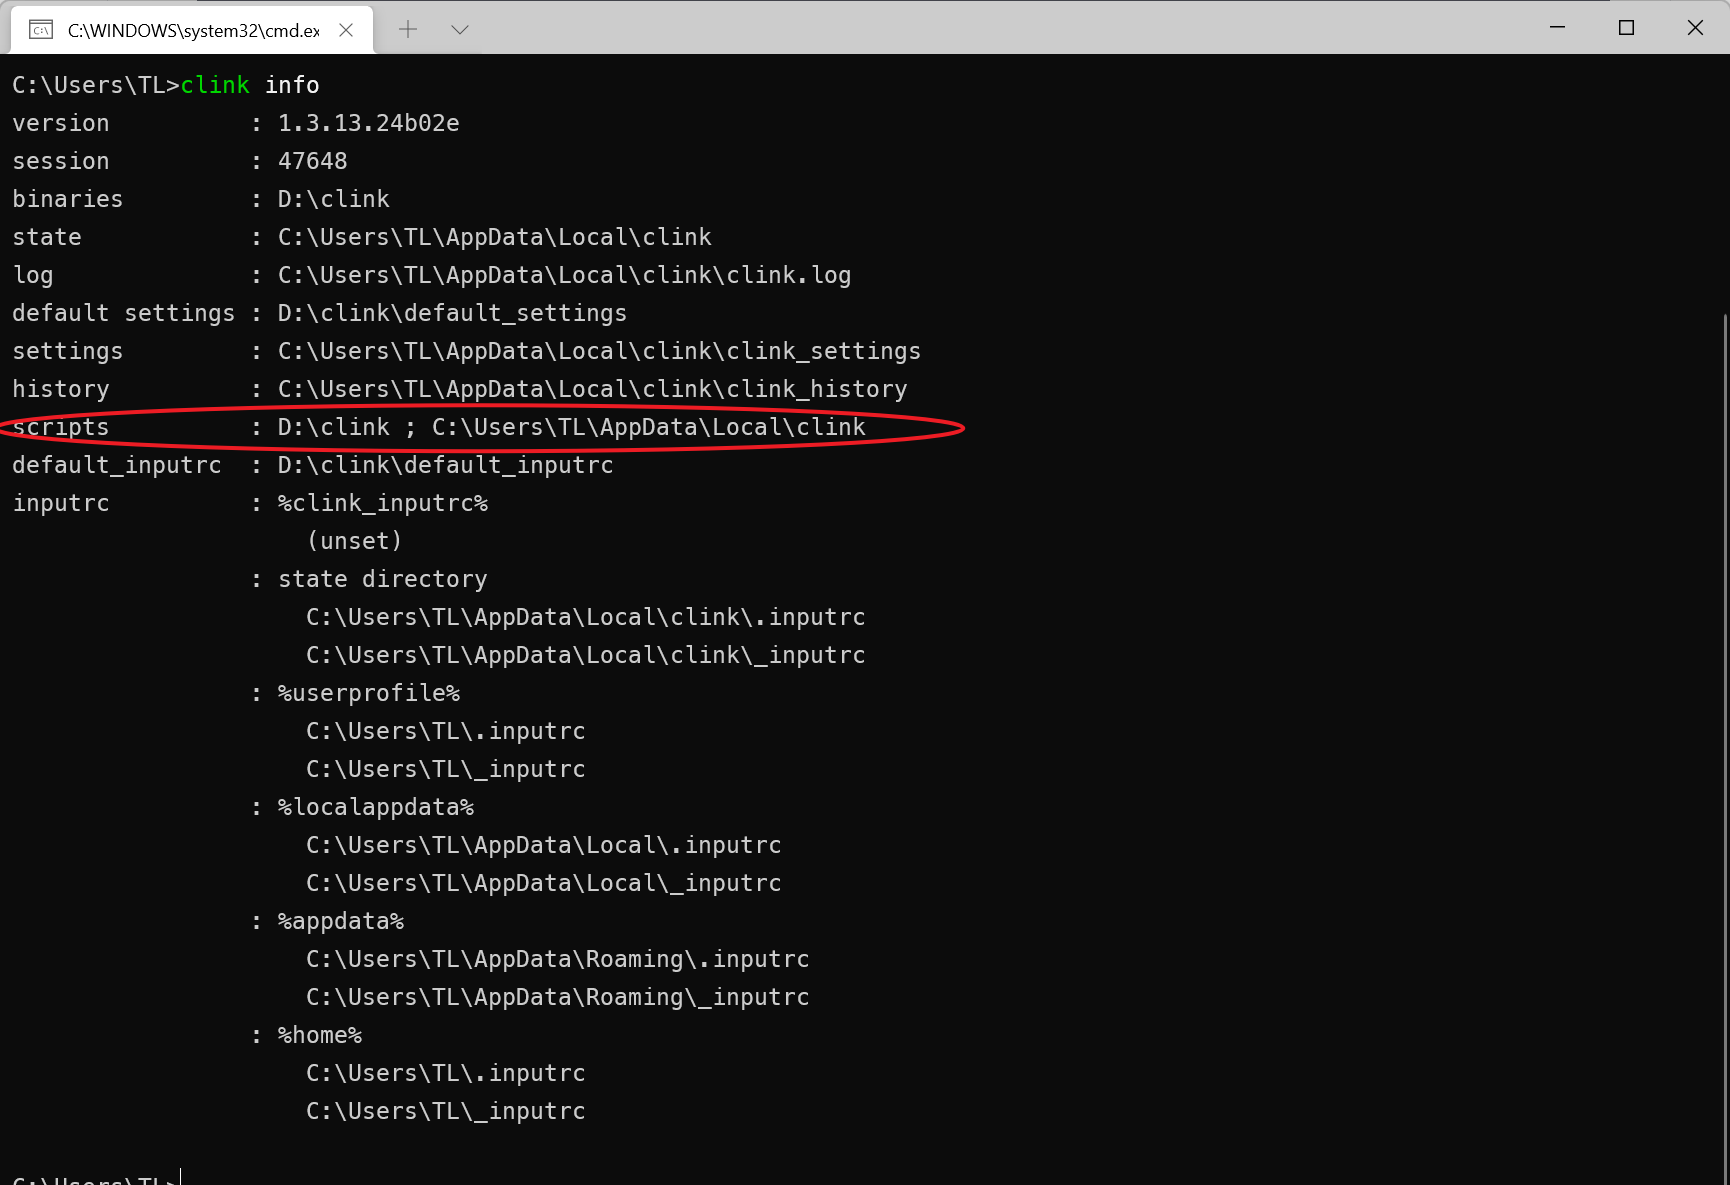 C:\WINDOWS\system32\cmd.ex
C:\Users\TL>clink info
version          : 1.3.13.24b02e
session          : 47648
binaries         : D:\clink
state            : C:\Users\TL\AppData\Local\clink
log              : C:\Users\TL\AppData\Local\clink\clink.log
default settings : D:\clink\default_settings
settings         : C:\Users\TL\AppData\Local\clink\clink_settings
history          : C:\Users\TL\AppData\Local\clink\clink_history
scripts          : D:\clink ; C:\Users\TL\AppData\Local\clink
default_inputrc  : D:\clink\default_inputrc
inputrc          : %clink_inputrc%
                     (unset)
                 : state directory
                     C:\Users\TL\AppData\Local\clink\.inputrc
                     C:\Users\TL\AppData\Local\clink\_inputrc
                 : %userprofile%
                     C:\Users\TL\.inputrc
                     C:\Users\TL\_inputrc
                 : %localappdata%
                     C:\Users\TL\AppData\Local\.inputrc
                     C:\Users\TL\AppData\Local\_inputrc
                 : %appdata%
                     C:\Users\TL\AppData\Roaming\.inputrc
                     C:\Users\TL\AppData\Roaming\_inputrc
                 : %home%
                     C:\Users\TL\.inputrc
                     C:\Users\TL\_inputrc
C:\Users\TL>